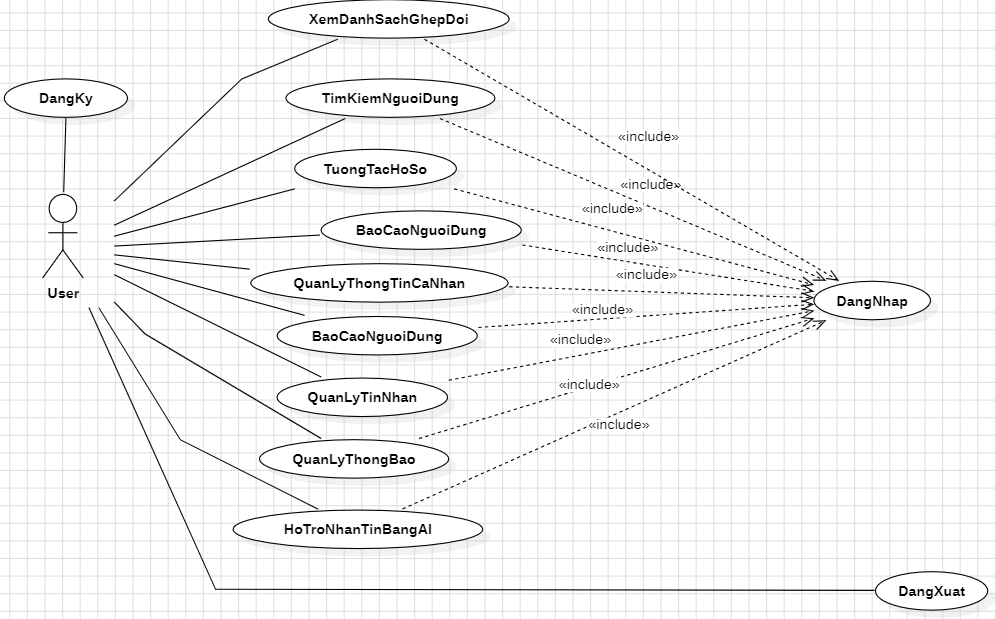 XemDanhSachGhepDoi
DangKy
TimKiemNguoiDung
«include»
TuongTacHoSo
«include»
«include»
User
BaoCaoNguoiDung
«include»
QuanLyThongTinCaNhan
«include»
DangNhap
BaoCaoNguoiDung
«include»
«include»
QuanLyTinNhan
«include»
QuanLyThongBao
«include»
HoTroNhanTinBangAI
DangXuat